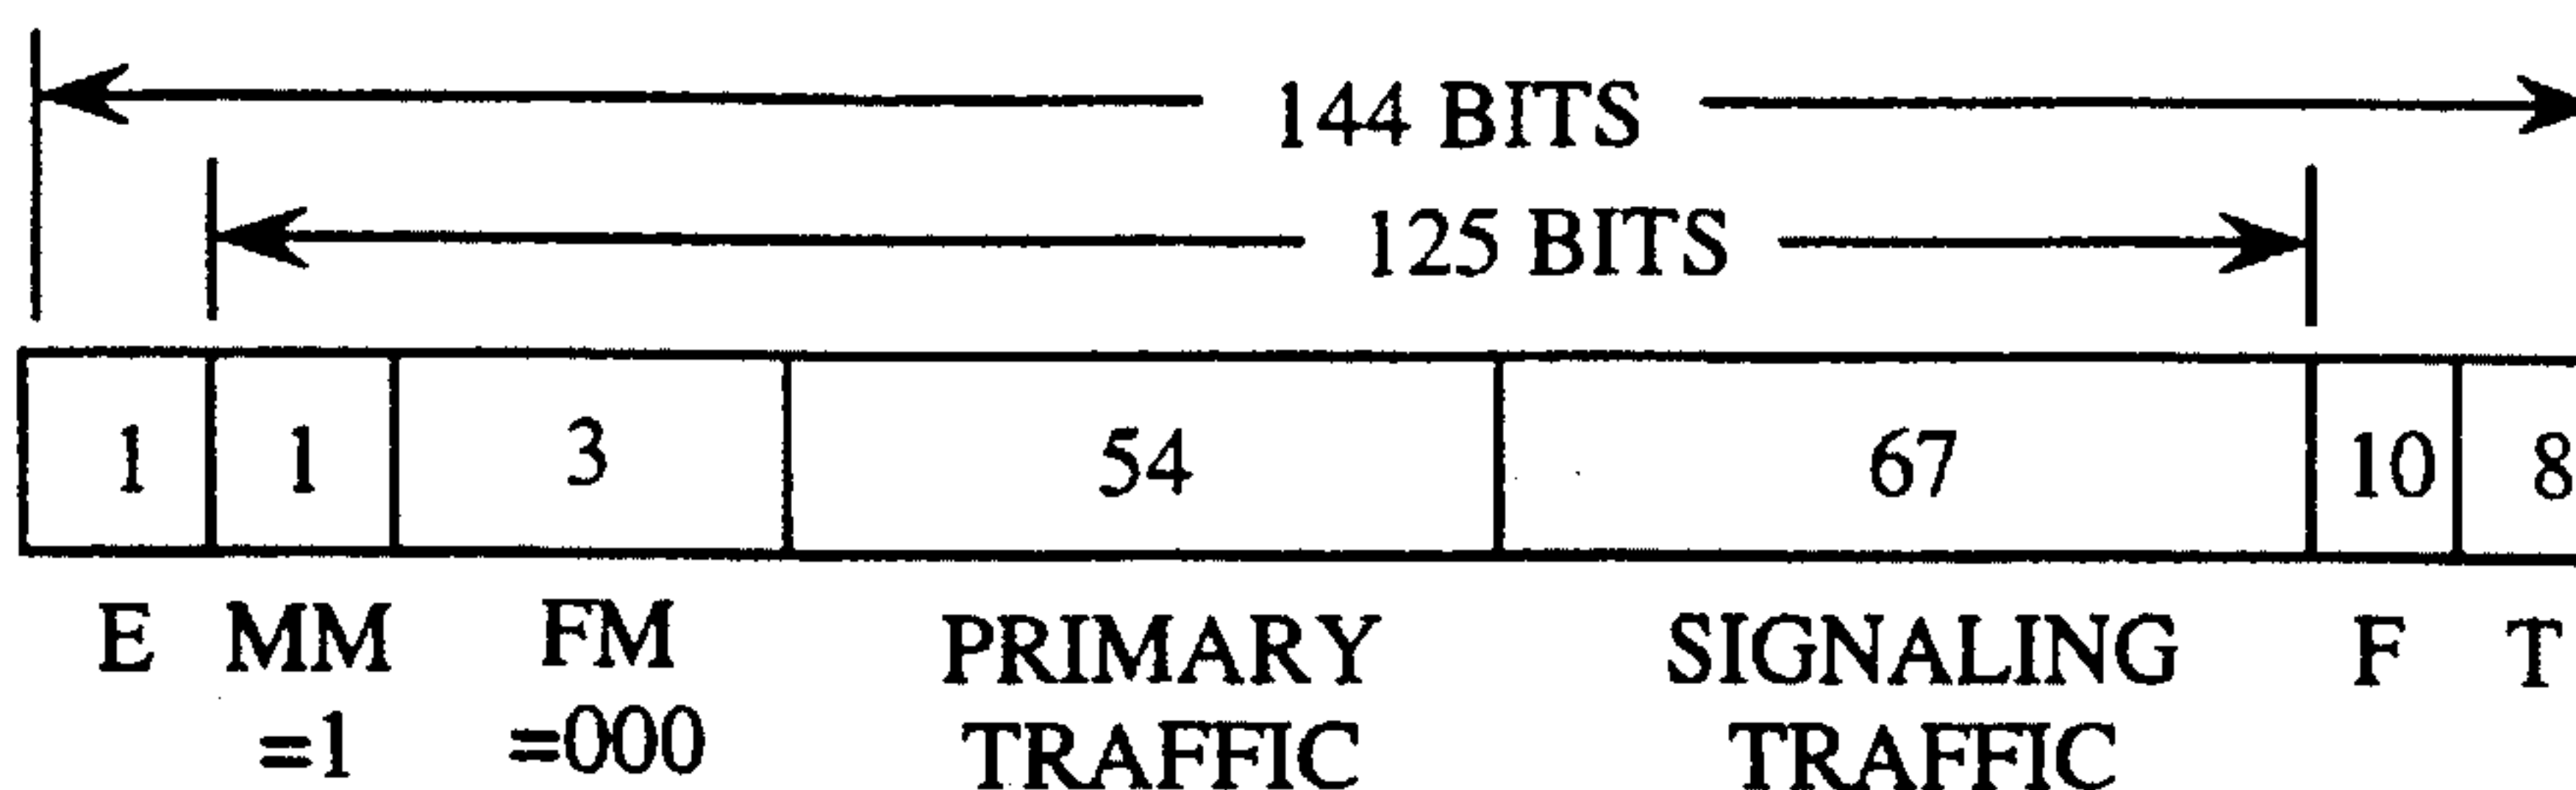 144 BITS
125 BITS
1 1 3 54 67 10 8
E MM FM PRIMARY SIGNALING F T
=1 =000 TRAFFIC TRAFFIC